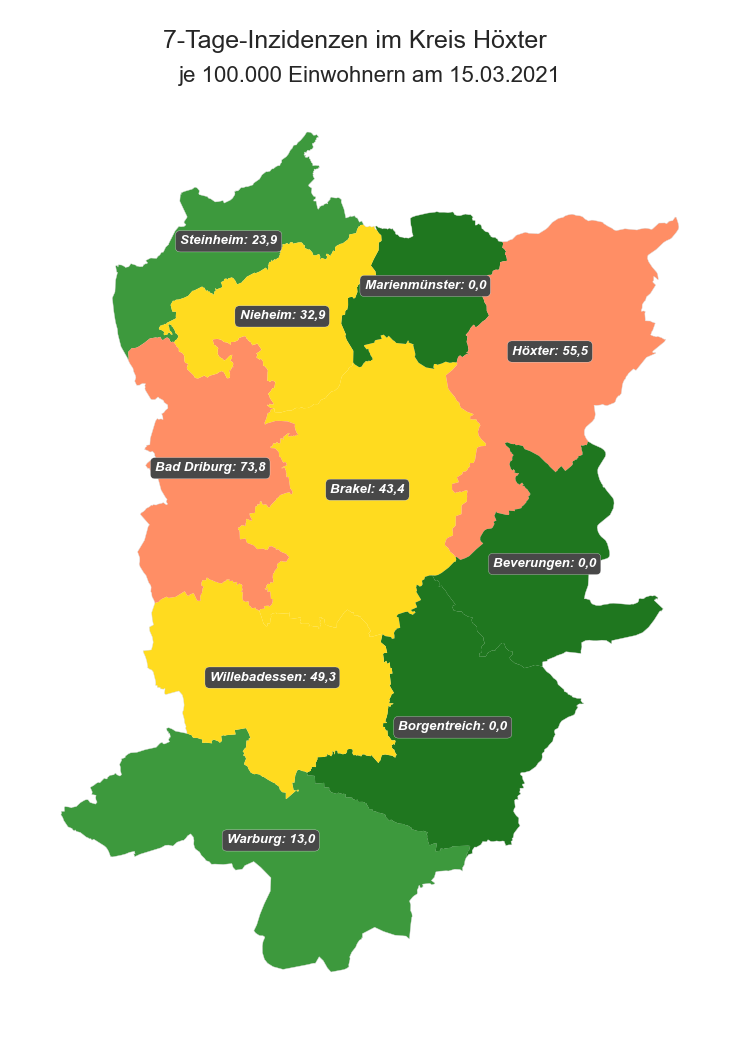 7-Tage-Inzidenzen im Kreis Höxter
je 100.000 Einwohnern am 15.03.2021
Steinheim: 23,9
Marienmünster: 0,0
Nieheim: 32,9
Höxter: 55,5
Bad Driburg: 73,8
Brakel: 43,4
Beverungen: 0,0
Willebadessen: 49,3
Borgentreich: 0,0
Warburg: 13,0